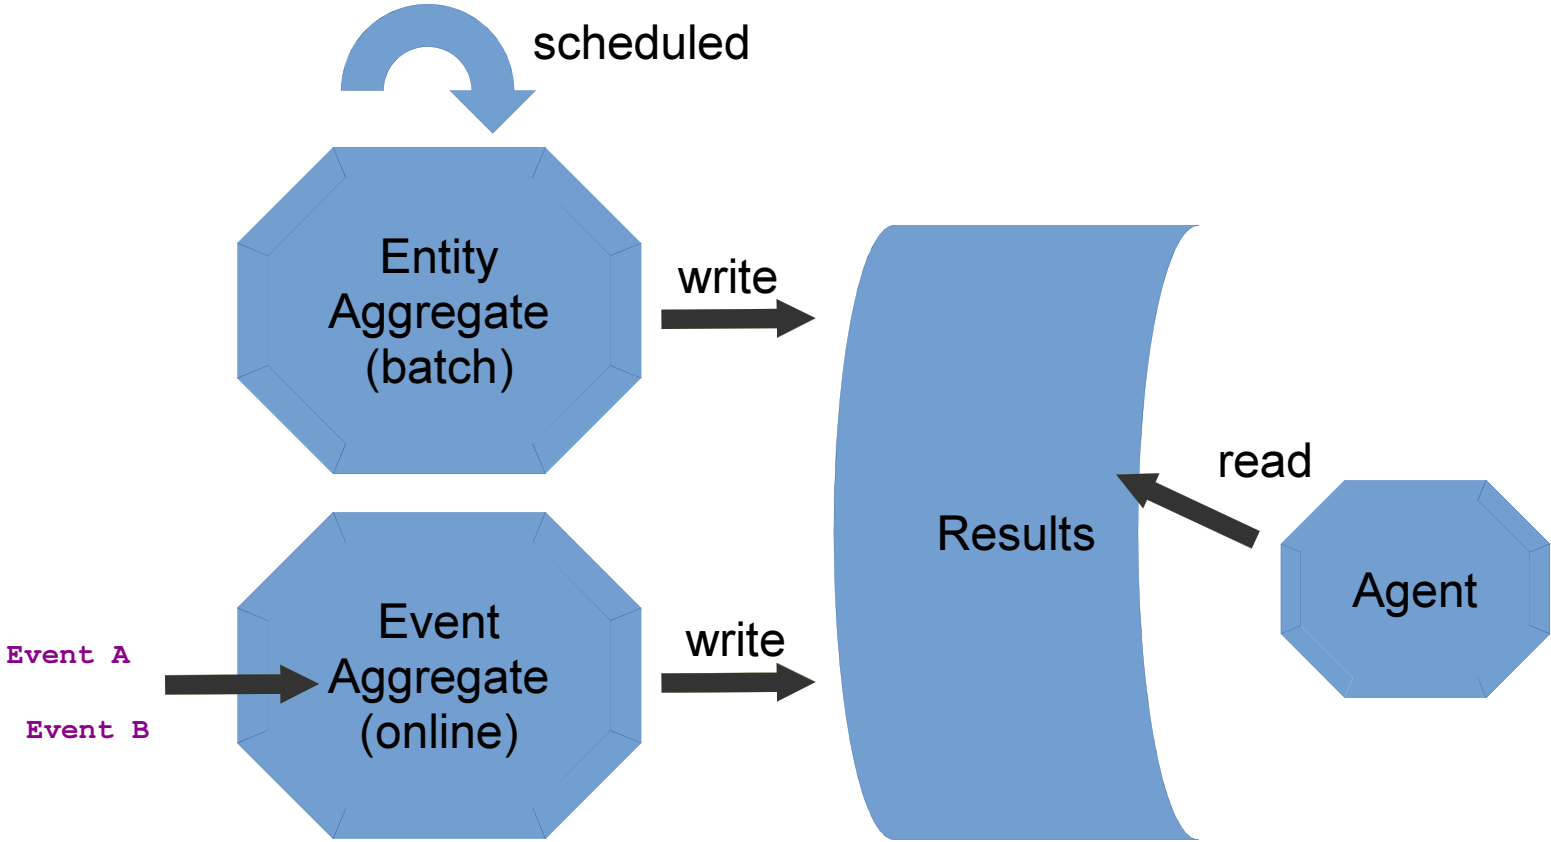 scheduled
Entity
Aggregate
(batch)
write
Event A
Event B
Event
Aggregate
(online)
write
Results
read
Agent